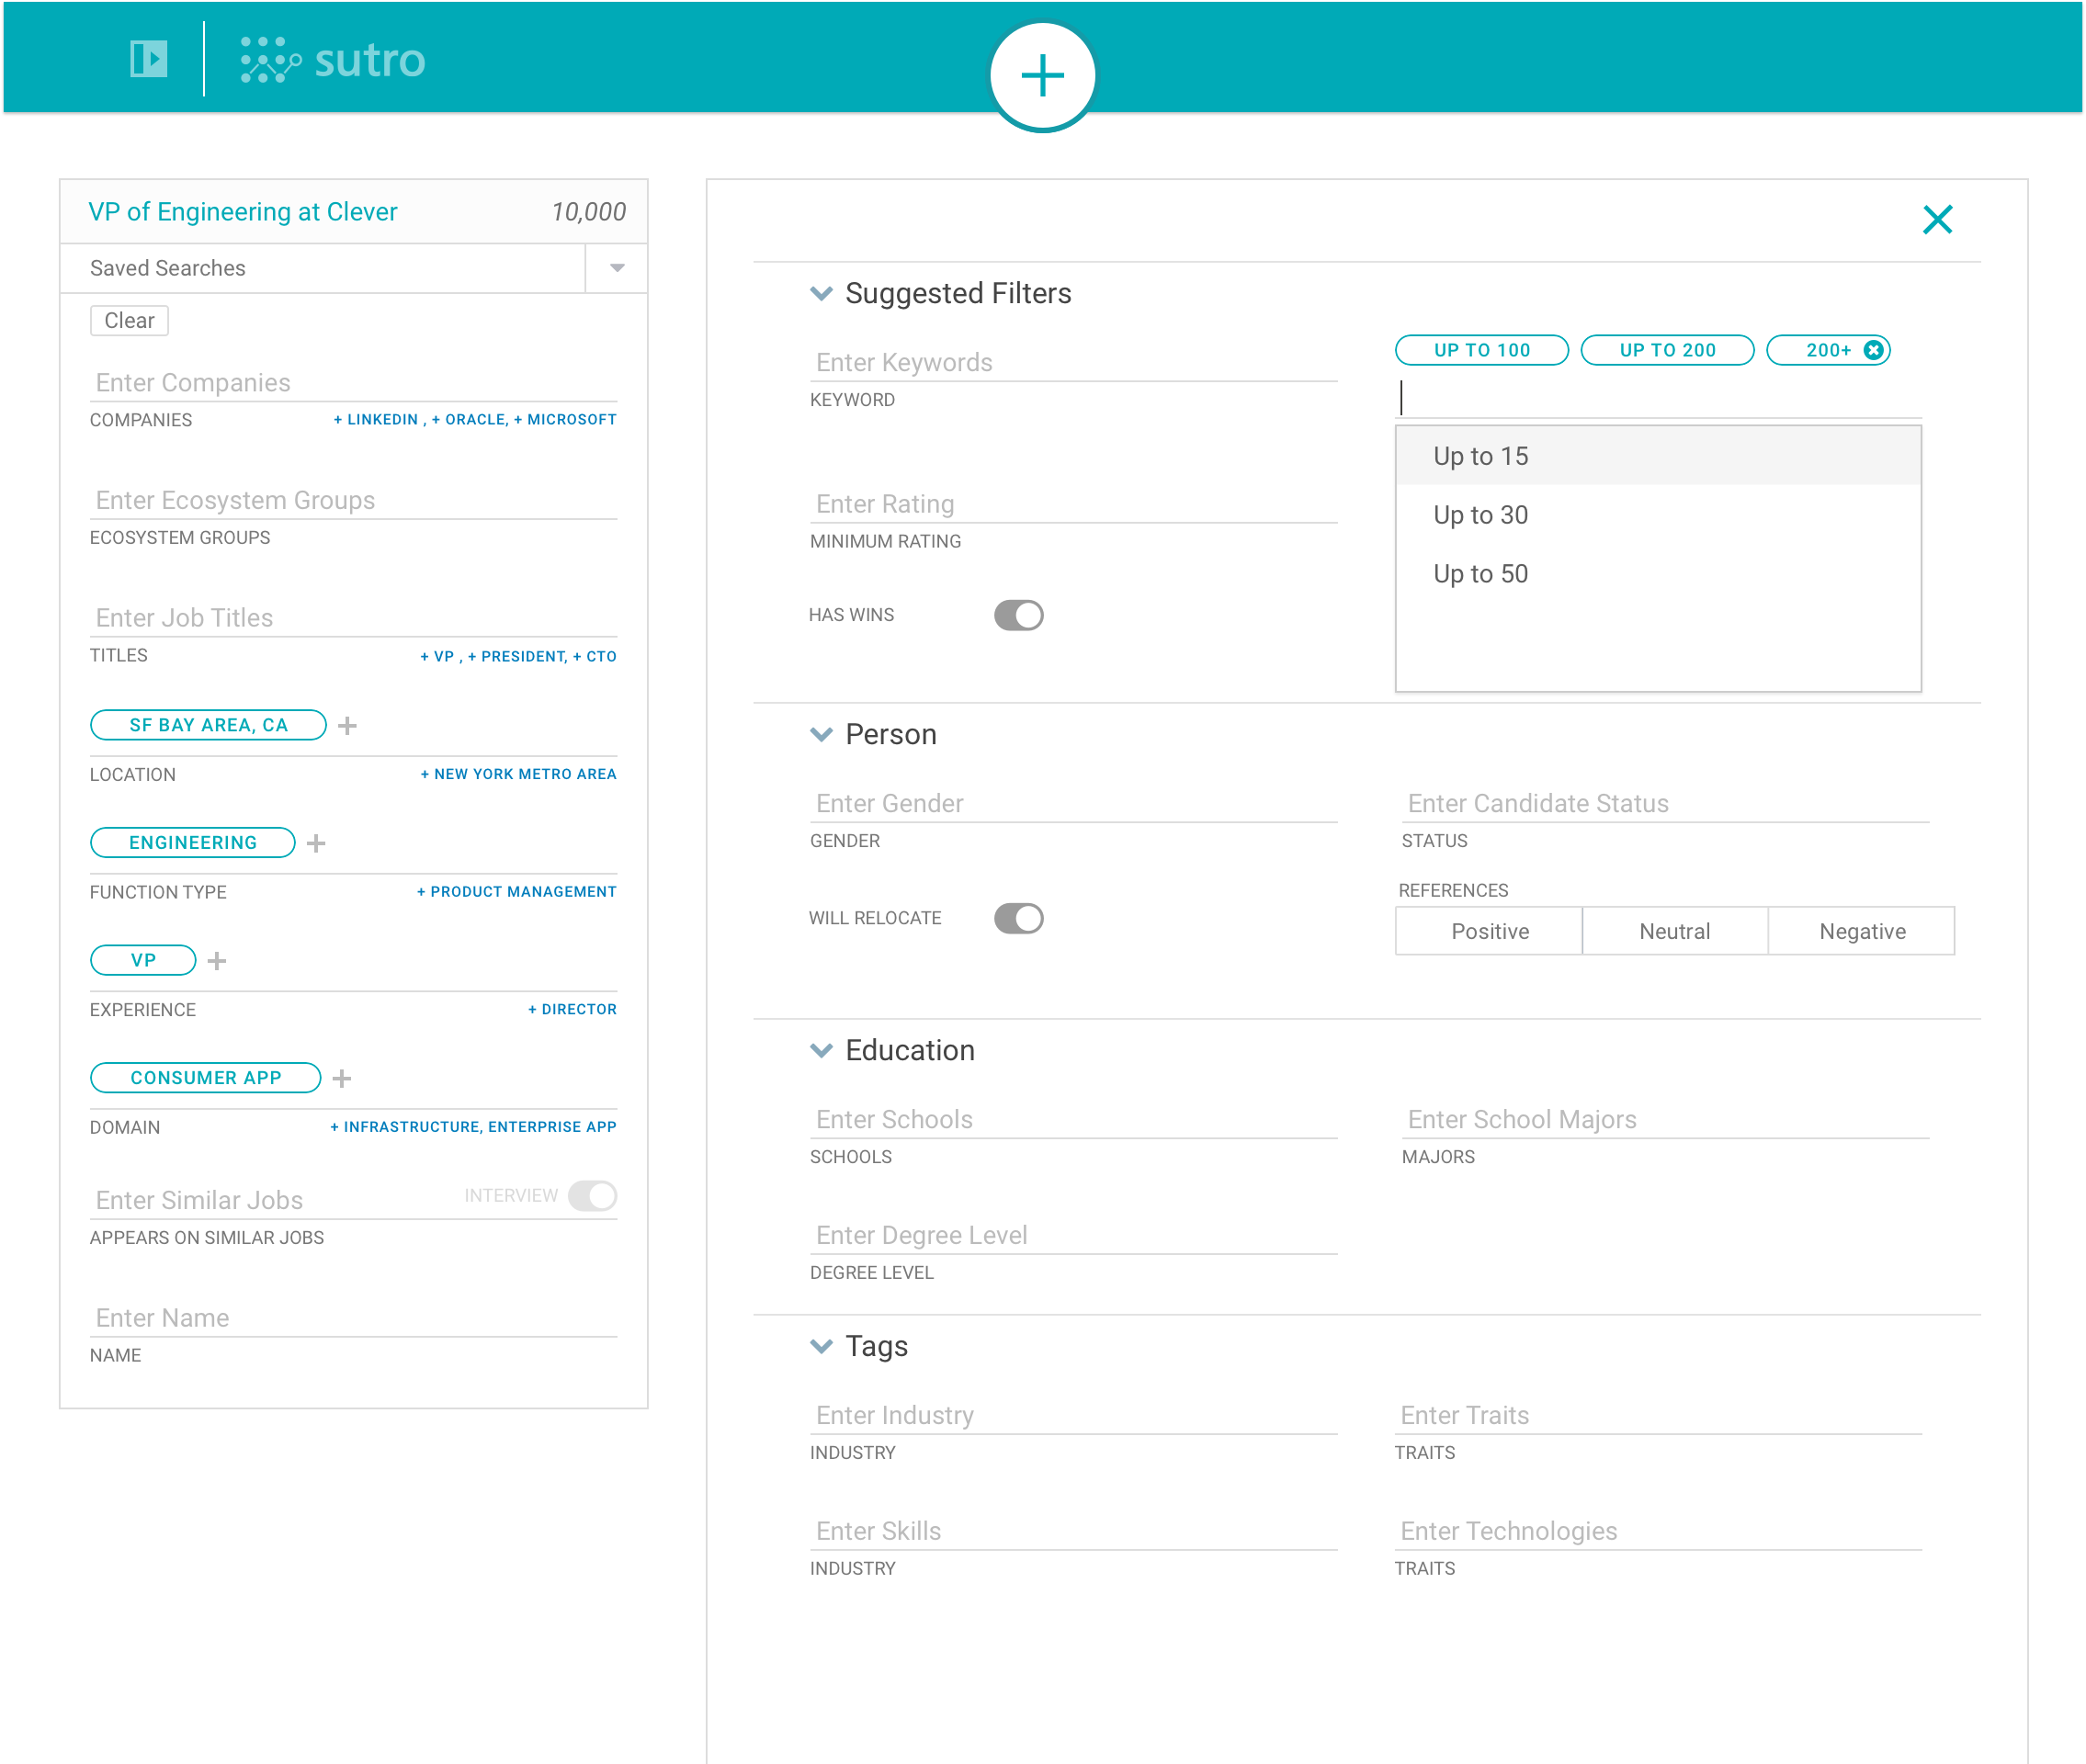 sutro
VP of Engineering at Clever 10,000
Saved Searches
Clear
Enter Companies
COMPANIES + LINKEDIN , + ORACLE, + MICROSOFT
Enter Ecosystem Groups
ECOSYSTEM GROUPS
Enter Job Titles
TITLES + VP , + PRESIDENT, + CTO
SF BAY AREA, CA +
LOCATION + NEW YORK METRO AREA
ENGINEERING +
FUNCTION TYPE + PRODUCT MANAGEMENT
VP +
EXPERIENCE + DIRECTOR
CONSUMER APP +
DOMAIN + INFRASTRUCTURE, ENTERPRISE APP
Enter Similar Jobs INTERVIEW
APPEARS ON SIMILAR JOBS
Enter Name
NAME
Suggested Filters
Enter Keywords
KEYWORD
UP TO 100 UP TO 200 200+
Up to 15
Up to 30
Up to 50
Enter Rating
MINIMUM RATING
HAS WINS
Person
Enter Gender
GENDER
Enter Candidate Status
STATUS
WILL RELOCATE
REFERENCES
Positive Neutral Negative
Education
Enter Schools
SCHOOLS
Enter School Majors
MAJORS
Enter Degree Level
DEGREE LEVEL
Tags
Enter Industry
INDUSTRY
Enter Traits
TRAITS
Enter Skills
INDUSTRY
Enter Technologies
TRAITS